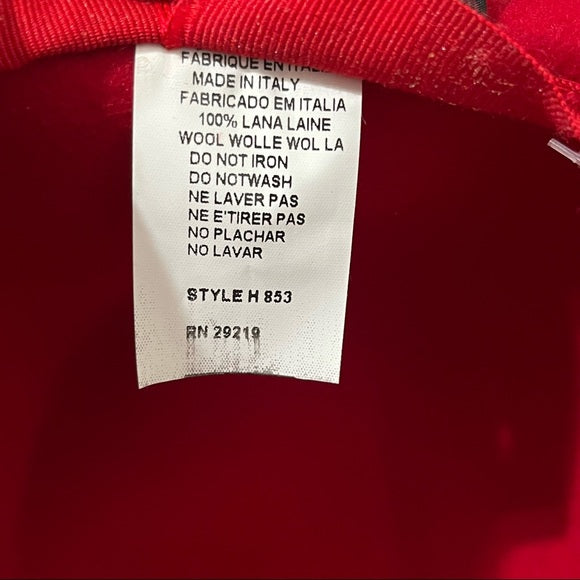 FABRIQUE EN ITALIE
MADE IN ITALY
FABRICADO EM ITALIA
100% LANA LAINE
WOOL WOLLE WOL LA
DO NOT IRON
DO NOTWASH
NE LAVER PAS
NE E'TIRER PAS
NO PLACHAR
NO LAVAR
STYLE H 853
RN 29219